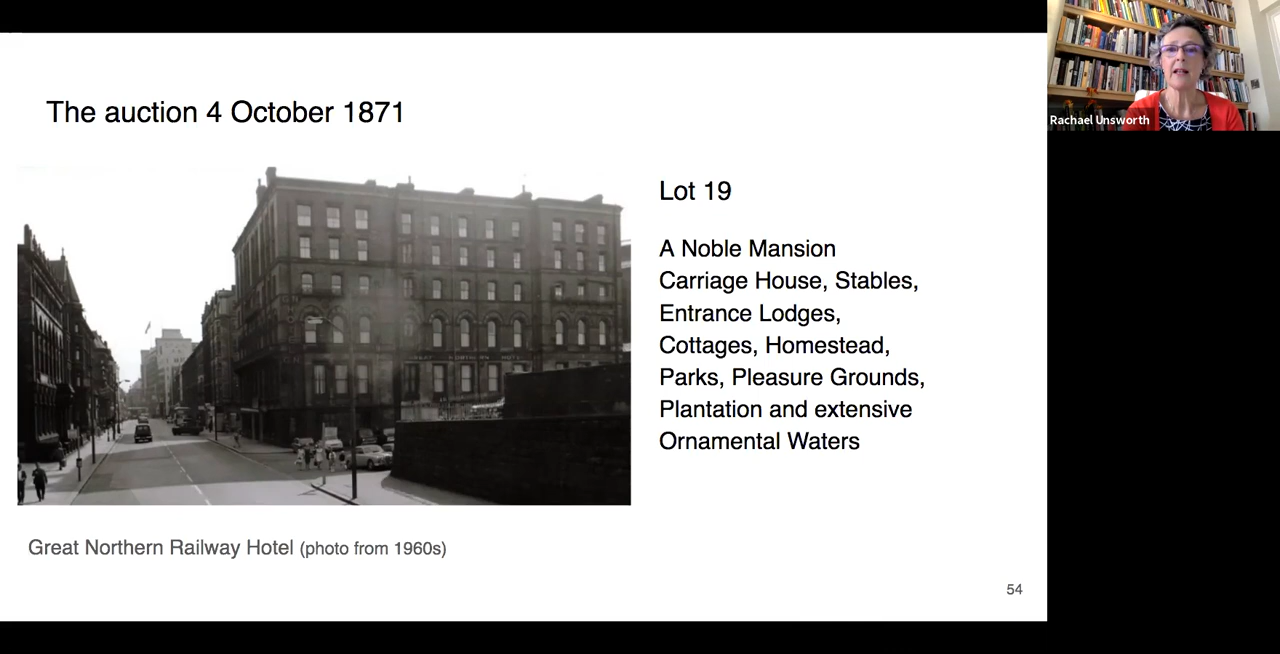 The auction 4 October 1871
Lot 19
A Noble Mansion
Carriage House, Stables,
Entrance Lodges,
Cottages, Homestead,
Parks, Pleasure Grounds,
Plantation and extensive
Ornamental Waters
Great Northern Railway Hotel (photo from 1960s)
54
Rachael Unsworth